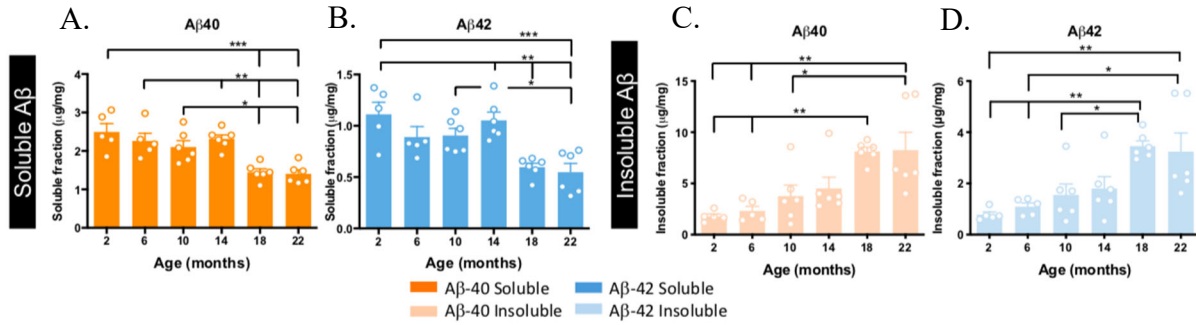 A.
Aβ40
***
**
*
Soluble Aβ
Soluble fraction (μg/mg)
4
3
2
1
0
2 6 10 14 18 22
Age (months)
B.
Aβ42
***
**
*
Soluble fraction (μg/mg)
1.5
1.0
0.5
0.0
2 6 10 14 18 22
Age (months)
C.
Aβ40
**
*
**
Insoluble Aβ
Insoluble fraction (μg/mg)
15
10
5
0
2 6 10 14 18 22
Age (months)
D.
Aβ42
**
*
**
*
Insoluble fraction (μg/mg)
6
4
2
0
2 6 10 14 18 22
Age (months)
Aβ-40 Soluble
Aβ-42 Soluble
Aβ-40 Insoluble
Aβ-42 Insoluble